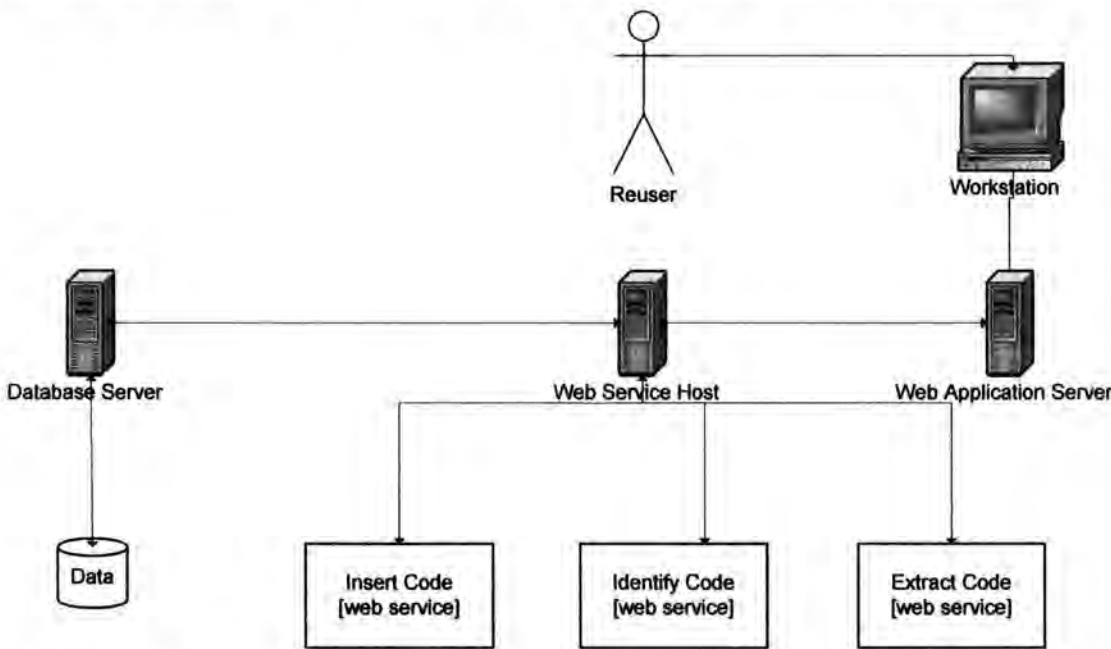 Reuser
Workstation
Database Server
Web Service Host
Web Application Server
Data
Insert Code
[web service]
Identify Code
[web service]
Extract Code
[web service]